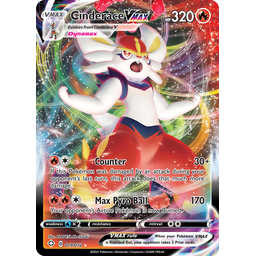 VMAX
Cinderace VMAX
320
Evolves from Cinderace V
Dynamax
Counter 30+
If this Pokémon was damaged by an attack during your
opponent's last turn, this attack does that much more
damage.
Max Pyro Ball 170
Your opponent's Active Pokémon is now Burned.
weakness
resistance
retreat
VMAX rule
When your Pokémon VMAX is
Knocked Out, your opponent takes 3 Prize cards.